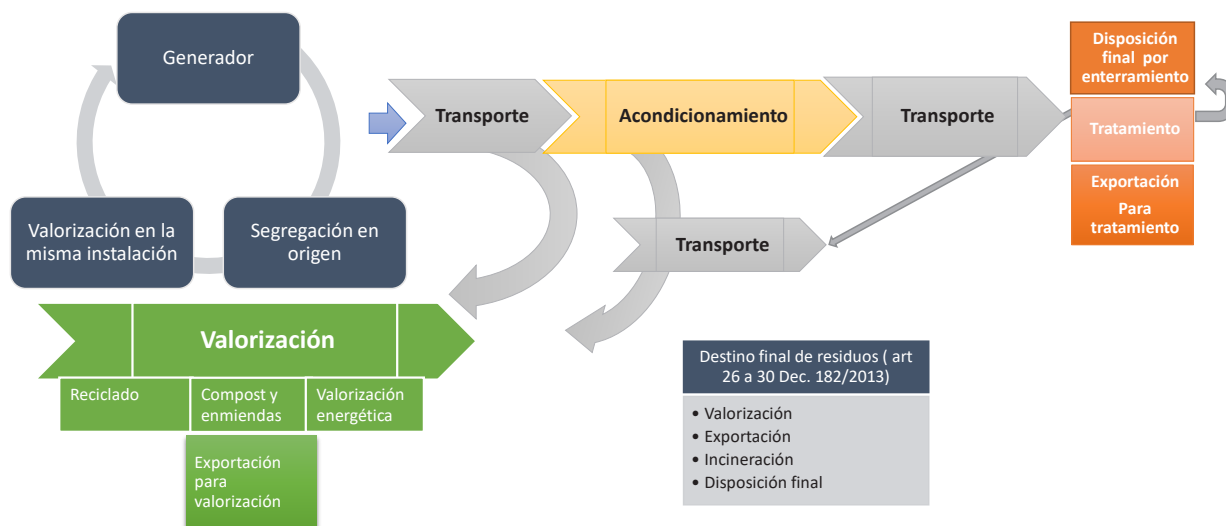 Generador
Valorización en la
misma instalación
Segregación en
origen
Transporte
Acondicionamiento
Transporte
Transporte
Disposición
final por
enterramiento
Tratamiento
Exportación
Para
tratamiento
Valorización
Reciclado
Compost y
enmiendas
Valorización
energética
Exportación
para
valorización
Destino final de residuos ( art
26 a 30 Dec. 182/2013)
• Valorización
• Exportación
• Incineración
• Disposición final